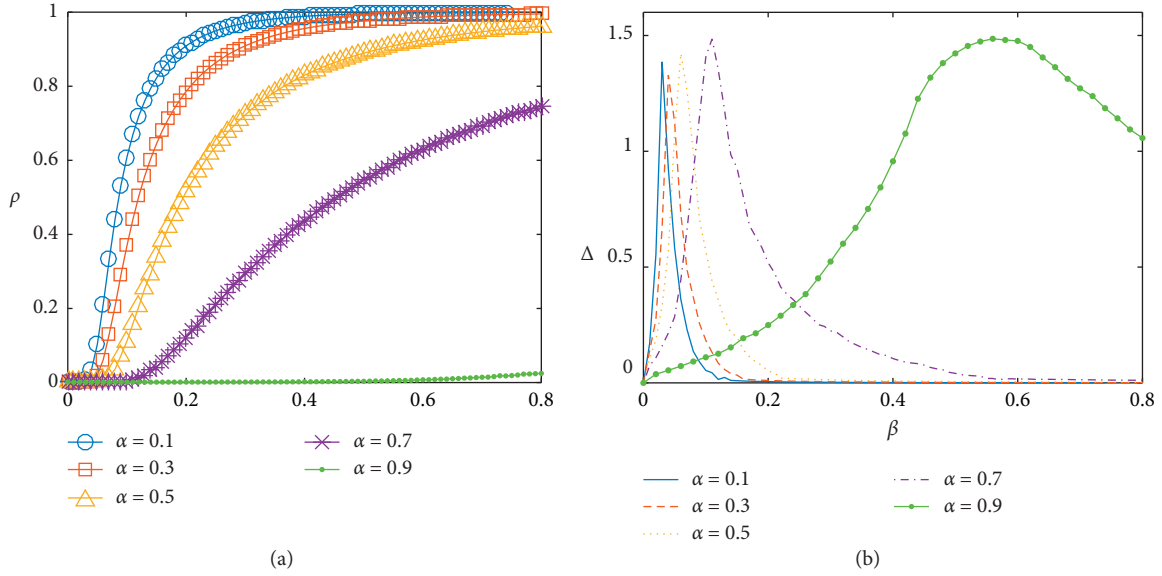 1
0.8
0.6
ρ
0.4
0.2
0
0 0.2 0.4 0.6 0.8
α = 0.1
α = 0.3
α = 0.5
α = 0.7
α = 0.9
(a)
1.5
1
0.5
Δ
0
0 0.2 0.4 0.6 0.8
β
α = 0.1
α = 0.3
α = 0.5
α = 0.7
α = 0.9
(b)